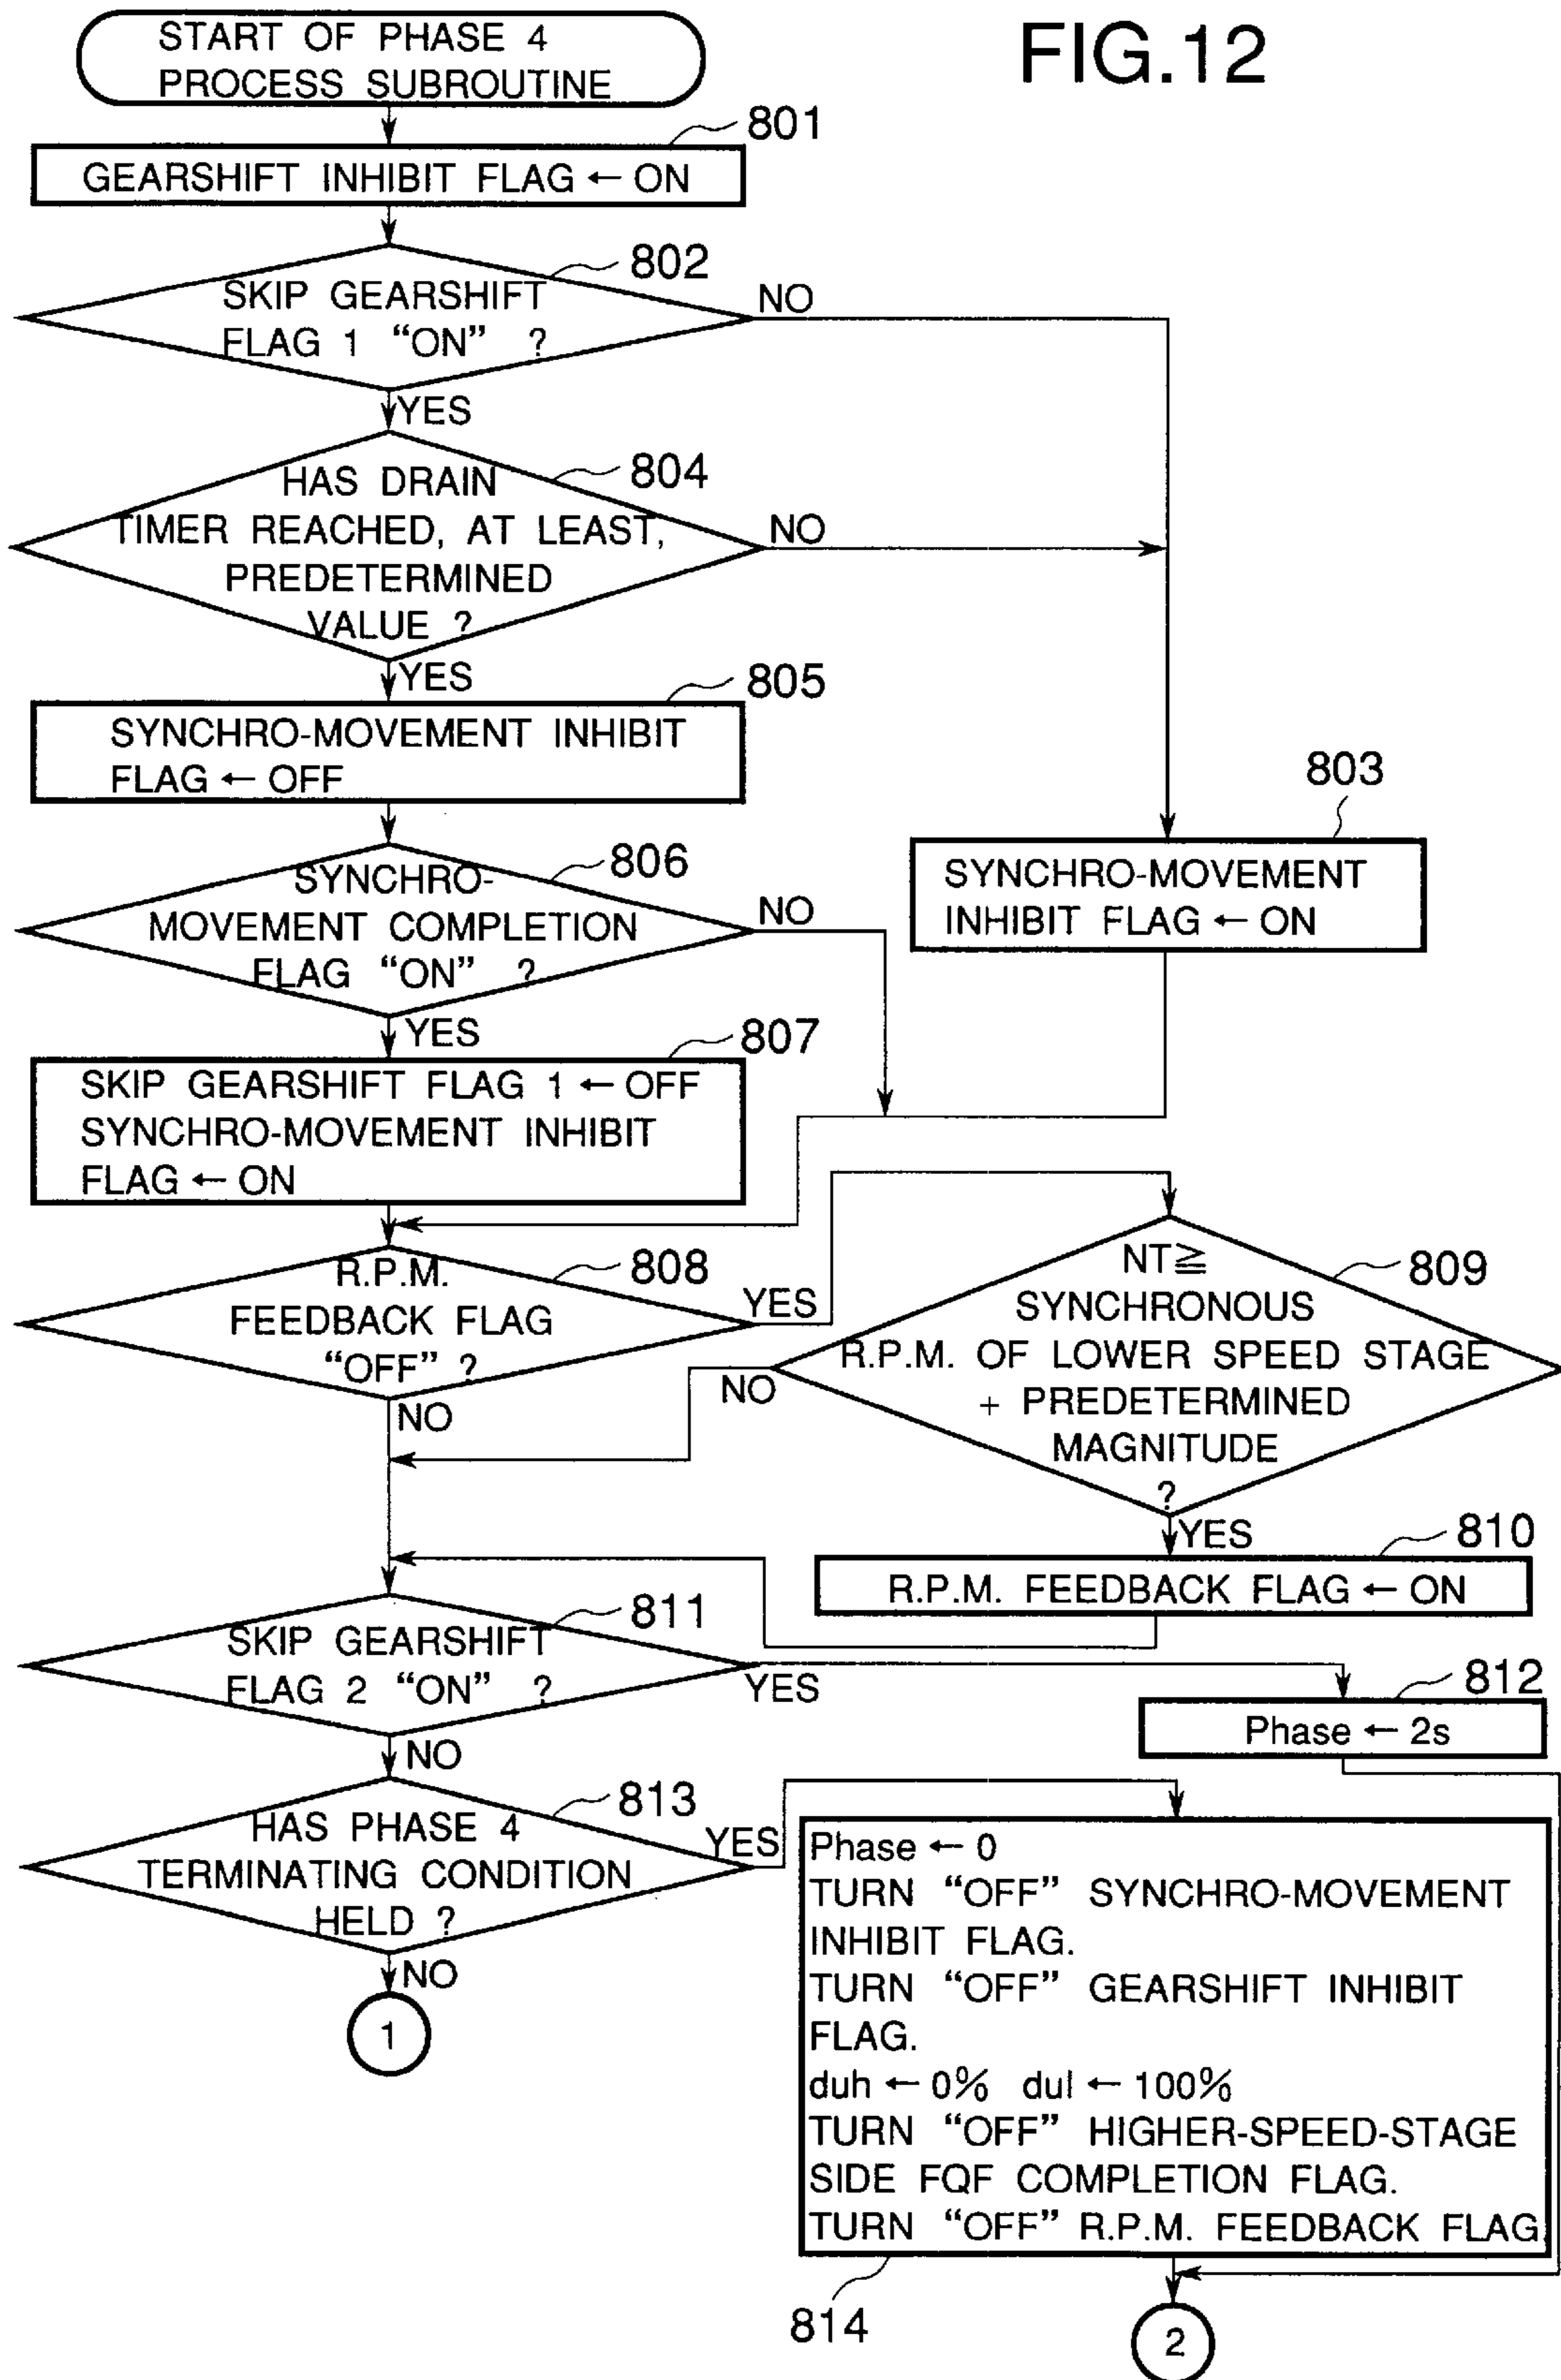 FIG.12
START OF PHASE 4
PROCESS SUBROUTINE
801
GEARSHIFT INHIBIT FLAG ← ON
802
SKIP GEARSHIFT
FLAG 1 “ON” ?
NO
YES
804
HAS DRAIN
TIMER REACHED, AT LEAST,
PREDETERMINED
VALUE ?
NO
YES
805
SYNCHRO-MOVEMENT INHIBIT
FLAG ← OFF
803
SYNCHRO-MOVEMENT
INHIBIT FLAG ← ON
806
SYNCHRO-
MOVEMENT COMPLETION
FLAG “ON” ?
NO
YES
807
SKIP GEARSHIFT FLAG 1 ← OFF
SYNCHRO-MOVEMENT INHIBIT
FLAG ← ON
808
R.P.M.
FEEDBACK FLAG
“OFF” ?
YES
NO
809
NT≧
SYNCHRONOUS
R.P.M. OF LOWER SPEED STAGE
+ PREDETERMINED
MAGNITUDE
?
NO
YES
810
R.P.M. FEEDBACK FLAG ← ON
811
SKIP GEARSHIFT
FLAG 2 “ON” ?
YES
NO
812
Phase ← 2s
813
HAS PHASE 4
TERMINATING CONDITION
HELD ?
YES
NO
1
Phase ← 0
TURN “OFF” SYNCHRO-MOVEMENT
INHIBIT FLAG.
TURN “OFF” GEARSHIFT INHIBIT
FLAG.
duh ← 0% dul ← 100%
TURN “OFF” HIGHER-SPEED-STAGE
SIDE FQF COMPLETION FLAG.
TURN “OFF” R.P.M. FEEDBACK FLAG
814
2